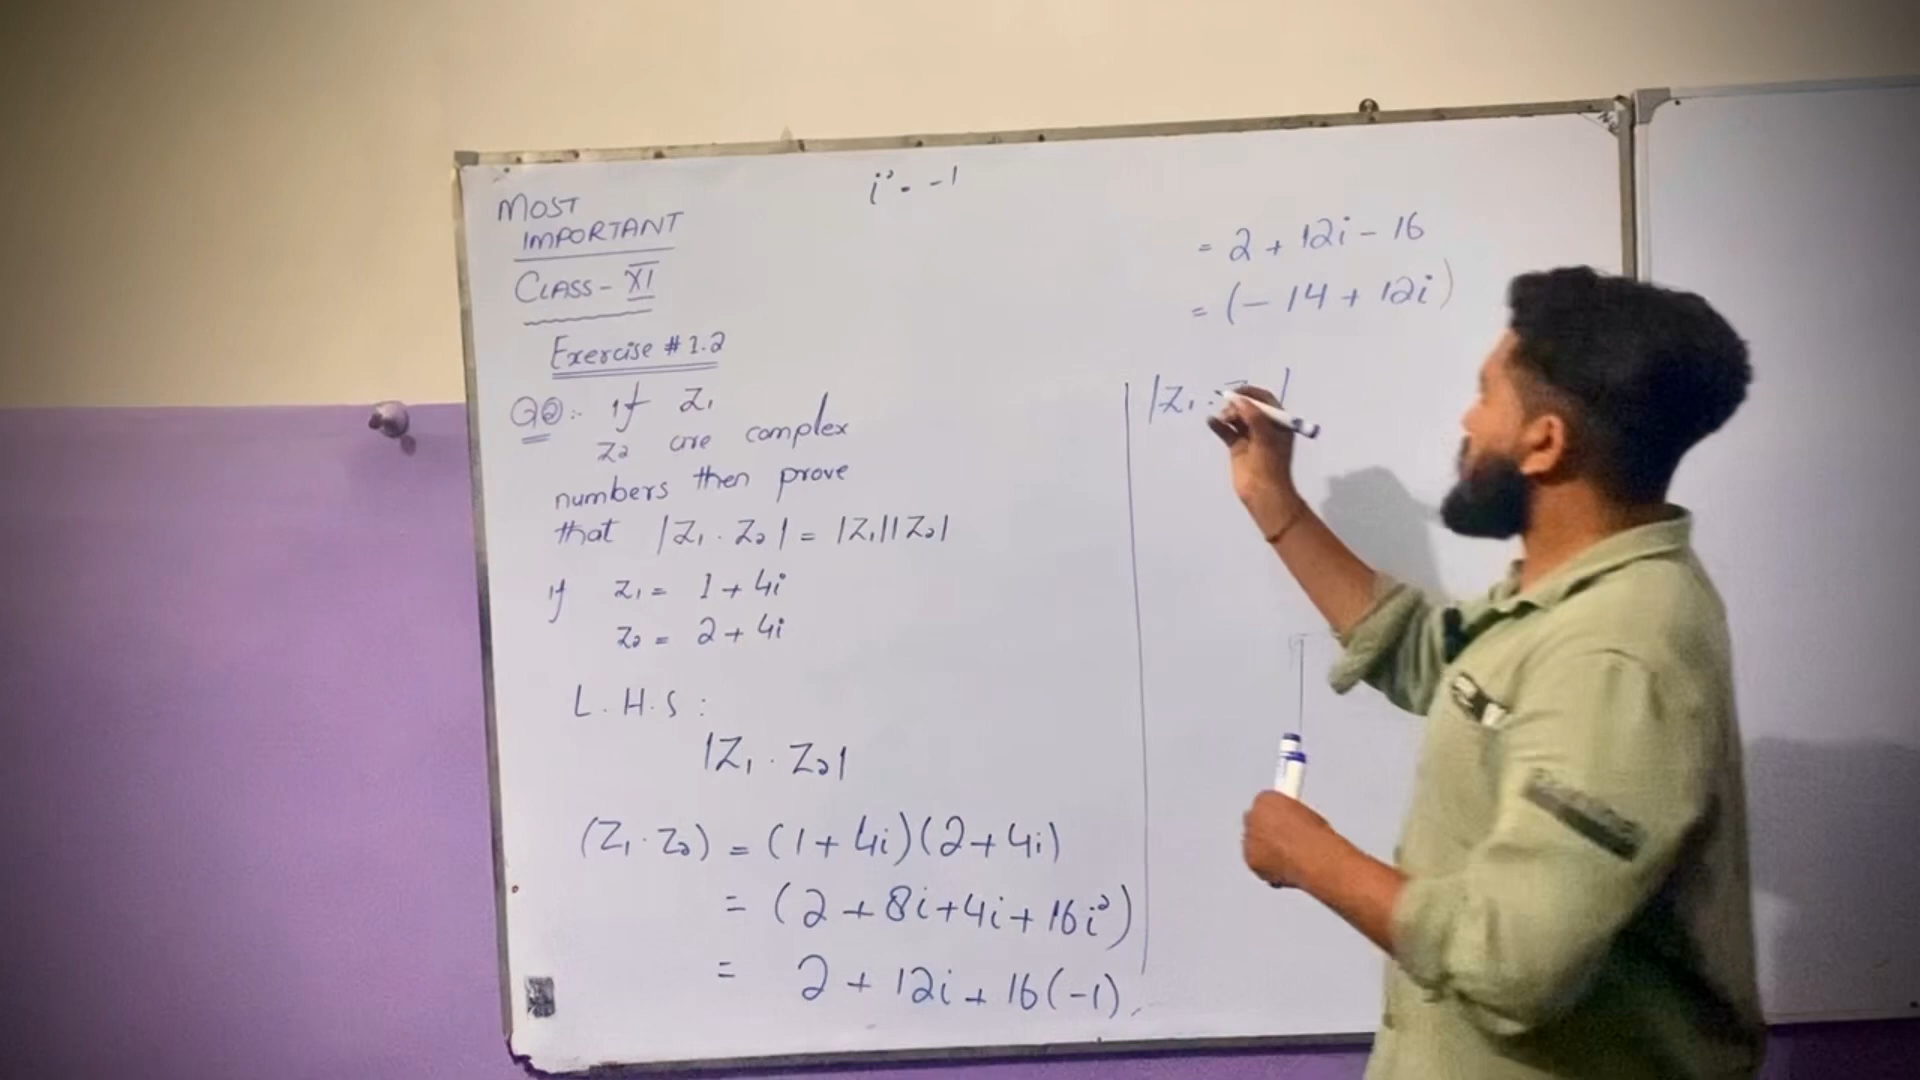 i² = -1
MOST
IMPORTANT
CLASS - XI
Exercise # 1.2
Q2:- If Z₁
Z₂ are complex
numbers then prove
that |Z₁ . Z₂| = |Z₁||Z₂|
if Z₁ = 1 + 4i
Z₂ = 2 + 4i
L.H.S :
|Z₁ . Z₂|
(Z₁ . Z₂) = (1 + 4i)(2 + 4i)
= (2 + 8i + 4i + 16i²)
= 2 + 12i + 16(-1)
= 2 + 12i - 16
= (-14 + 12i)
|Z₁ . Z |